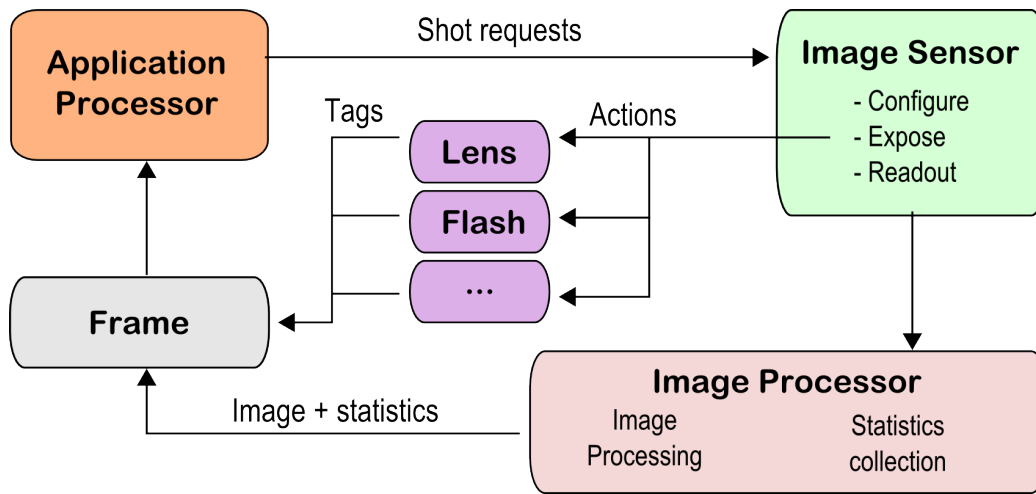 Application
Processor
Shot requests
Image Sensor
- Configure
- Expose
- Readout
Tags
Actions
Lens
Flash
...
Frame
Image + statistics
Image Processor
Image
Processing
Statistics
collection